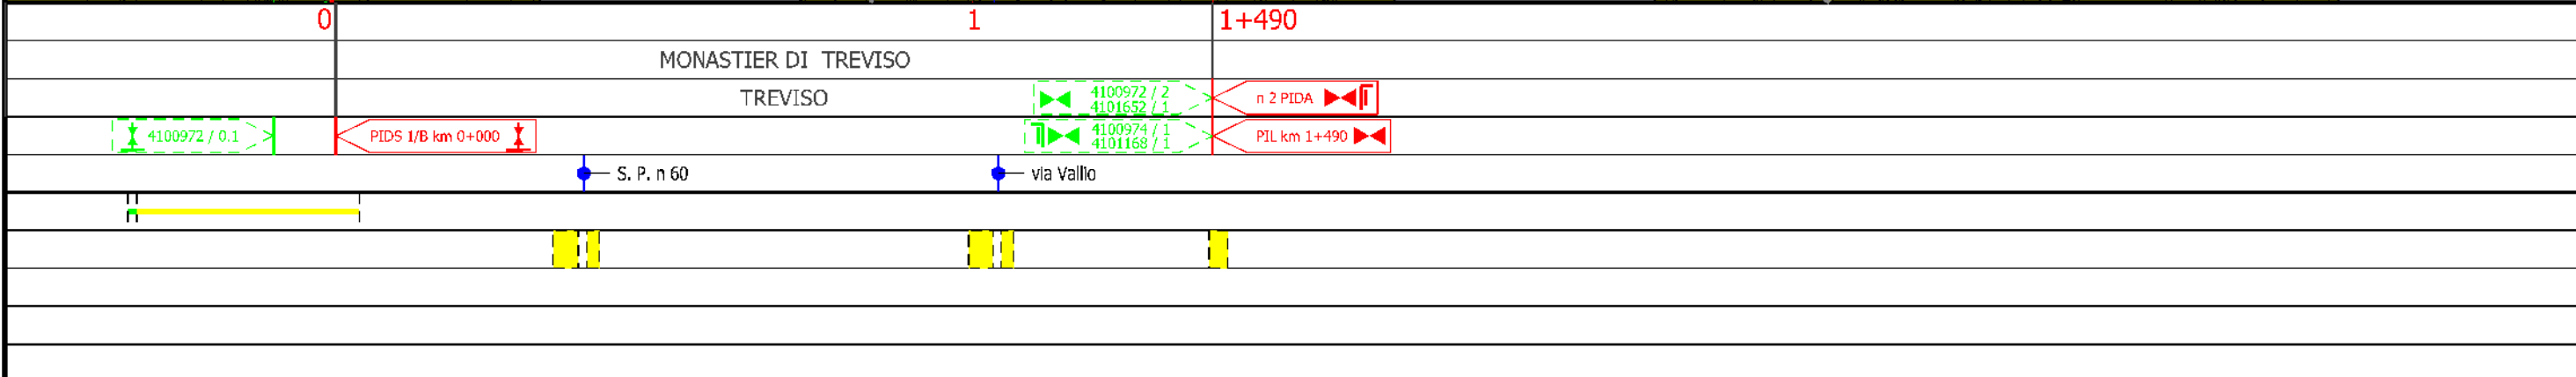 0
1
1+490
MONASTIER DI TREVISO
TREVISO
4100972 / 2
4101652 / 1
n 2 PIDA
4100972 / 0.1
PIDS 1/B km 0+000
4100974 / 1
4101168 / 1
PIL km 1+490
S. P. n 60
via Vallio